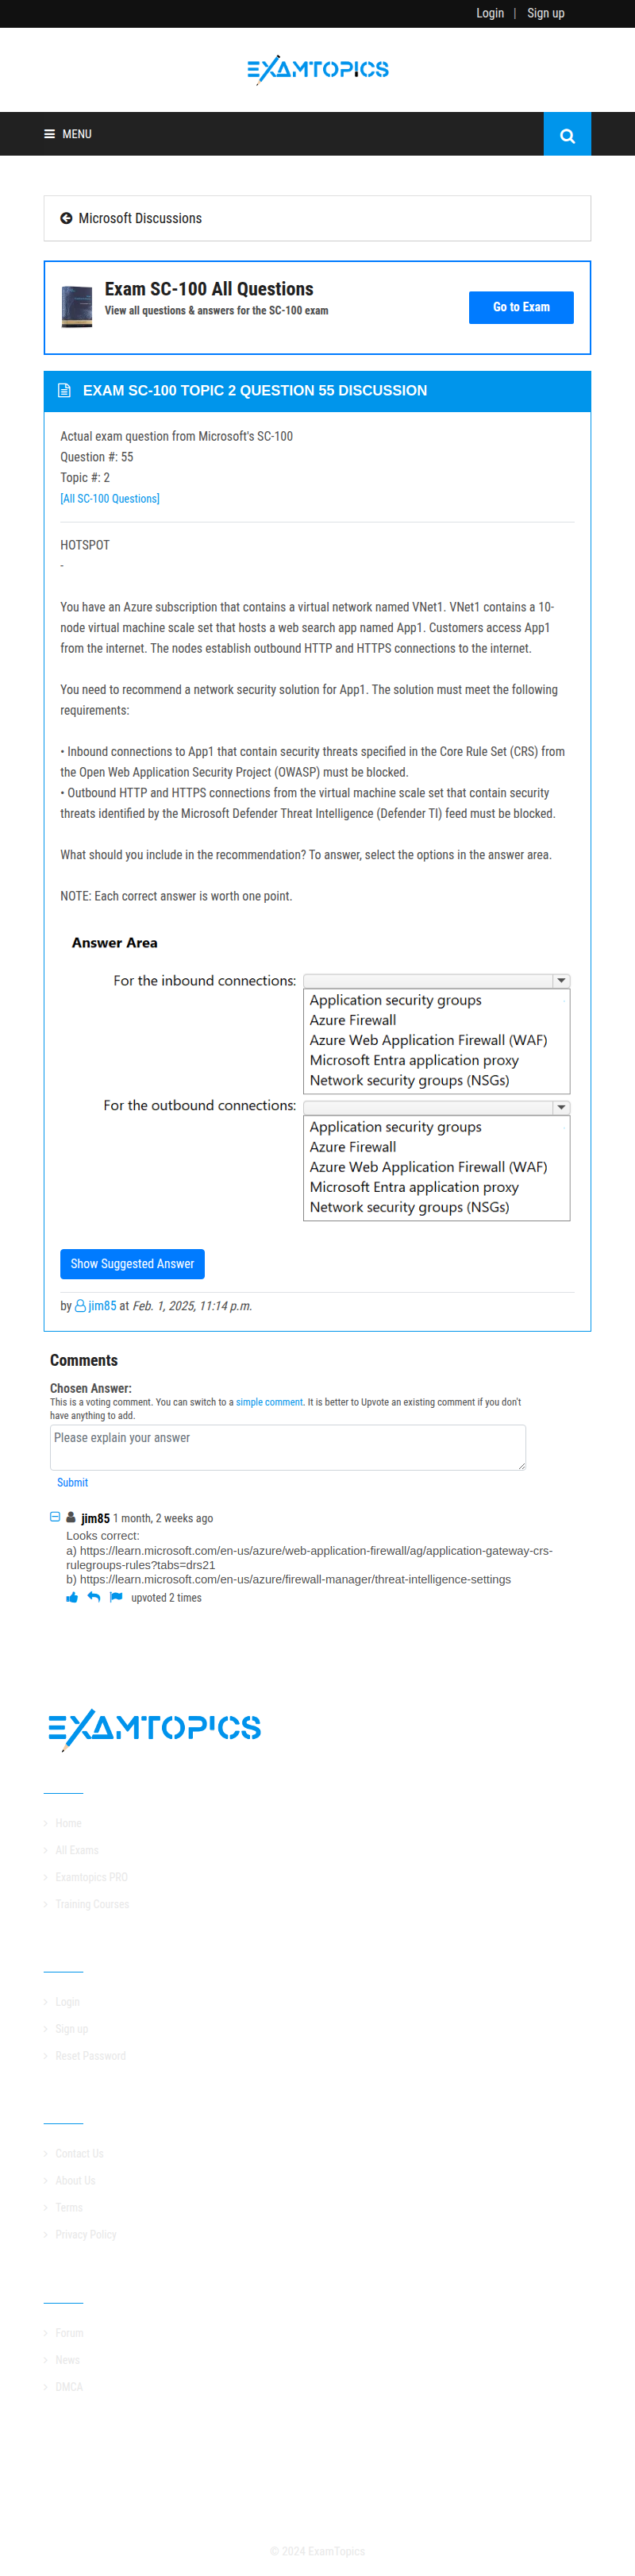 Login | Sign up
EXAMTOPICS
MENU
Microsoft Discussions
Exam SC-100 All Questions
View all questions & answers for the SC-100 exam
Go to Exam
EXAM SC-100 TOPIC 2 QUESTION 55 DISCUSSION
Actual exam question from Microsoft's SC-100
Question #: 55
Topic #: 2
[All SC-100 Questions]
HOTSPOT
-
You have an Azure subscription that contains a virtual network named VNet1. VNet1 contains a 10-
node virtual machine scale set that hosts a web search app named App1. Customers access App1
from the internet. The nodes establish outbound HTTP and HTTPS connections to the internet.
You need to recommend a network security solution for App1. The solution must meet the following
requirements:
• Inbound connections to App1 that contain security threats specified in the Core Rule Set (CRS) from
the Open Web Application Security Project (OWASP) must be blocked.
• Outbound HTTP and HTTPS connections from the virtual machine scale set that contain security
threats identified by the Microsoft Defender Threat Intelligence (Defender TI) feed must be blocked.
What should you include in the recommendation? To answer, select the options in the answer area.
NOTE: Each correct answer is worth one point.
Answer Area
For the inbound connections:
Application security groups
Azure Firewall
Azure Web Application Firewall (WAF)
Microsoft Entra application proxy
Network security groups (NSGs)
For the outbound connections:
Application security groups
Azure Firewall
Azure Web Application Firewall (WAF)
Microsoft Entra application proxy
Network security groups (NSGs)
Show Suggested Answer
by jim85 at Feb. 1, 2025, 11:14 p.m.
Comments
Chosen Answer:
This is a voting comment. You can switch to a simple comment. It is better to Upvote an existing comment if you don't
have anything to add.
Please explain your answer
Submit
jim85 1 month, 2 weeks ago
Looks correct:
a) https://learn.microsoft.com/en-us/azure/web-application-firewall/ag/application-gateway-crs-
rulegroups-rules?tabs=drs21
b) https://learn.microsoft.com/en-us/azure/firewall-manager/threat-intelligence-settings
upvoted 2 times
EXAMTOPICS
Home
All Exams
Examtopics PRO
Training Courses
Login
Sign up
Reset Password
Contact Us
About Us
Terms
Privacy Policy
Forum
News
DMCA
© 2024 ExamTopics